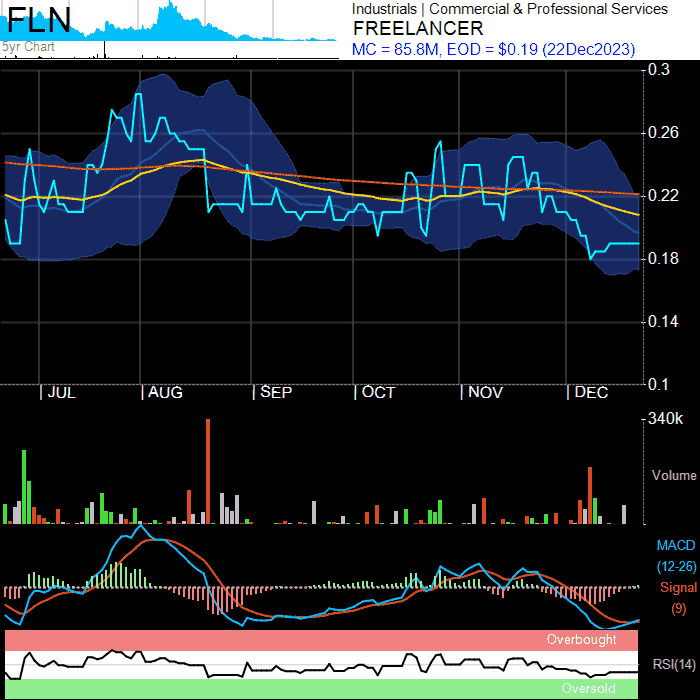 FLN
5yr Chart
Industrials | Commercial & Professional Services
FREELANCER
MC = 85.8M, EOD = $0.19 (22Dec2023)
0.3
0.26
0.22
0.18
0.14
0.1
JUL AUG SEP OCT NOV DEC
340k
Volume
MACD
(12-26)
Signal
(9)
Overbought
RSI(14)
Oversold